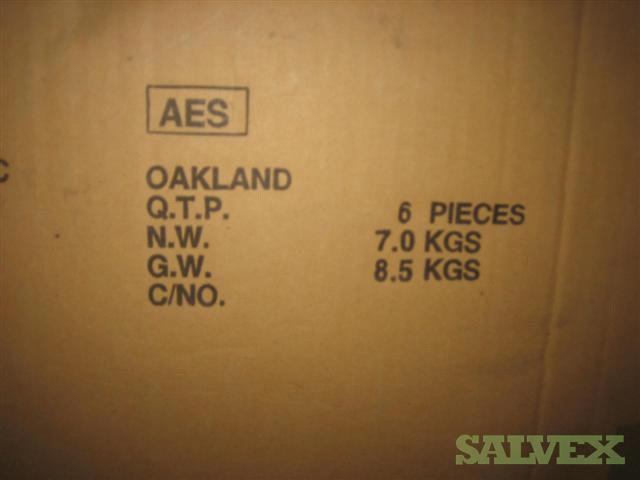 AES
C
OAKLAND
Q.T.P. 6 PIECES
N.W. 7.0 KGS
G.W. 8.5 KGS
C/NO.
SALVEX